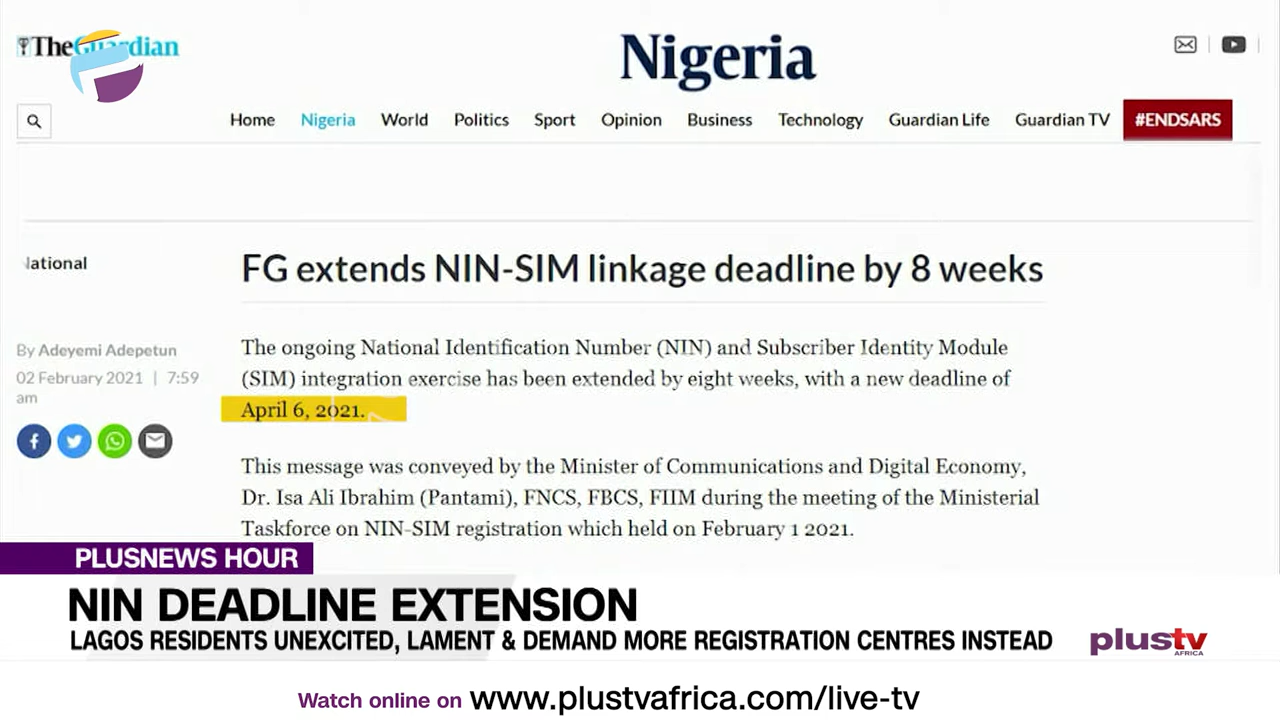 The Guardian
Nigeria
Home Nigeria World Politics Sport Opinion Business Technology Guardian Life Guardian TV #ENDSARS
National
FG extends NIN-SIM linkage deadline by 8 weeks
By Adeyemi Adepetun
02 February 2021 | 7:59
am
The ongoing National Identification Number (NIN) and Subscriber Identity Module
(SIM) integration exercise has been extended by eight weeks, with a new deadline of
April 6, 2021.
This message was conveyed by the Minister of Communications and Digital Economy,
Dr. Isa Ali Ibrahim (Pantami), FNCS, FBCS, FIIM during the meeting of the Ministerial
Taskforce on NIN-SIM registration which held on February 1 2021.
PLUSNEWS HOUR
NIN DEADLINE EXTENSION
LAGOS RESIDENTS UNEXCITED, LAMENT & DEMAND MORE REGISTRATION CENTRES INSTEAD
plustv
AFRICA
Watch online on www.plustvafrica.com/live-tv